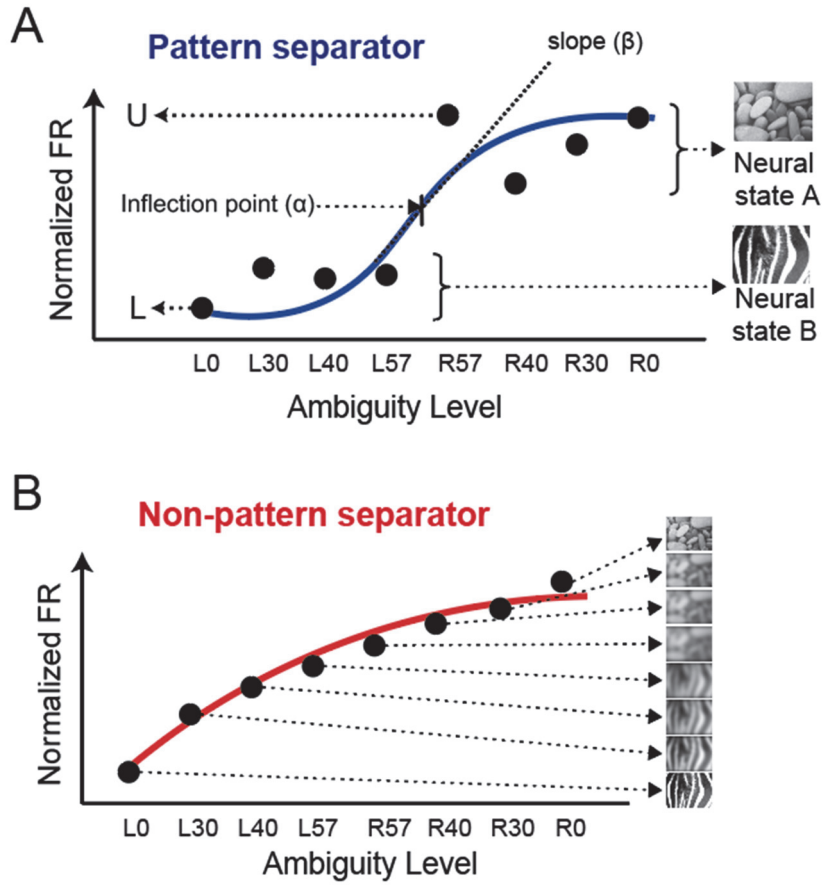 A
Pattern separator
slope (β)
U
Normalized FR
Inflection point (α)
L
Neural
state A
Neural
state B
L0 L30 L40 L57 R57 R40 R30 R0
Ambiguity Level
B
Non-pattern separator
Normalized FR
L0 L30 L40 L57 R57 R40 R30 R0
Ambiguity Level